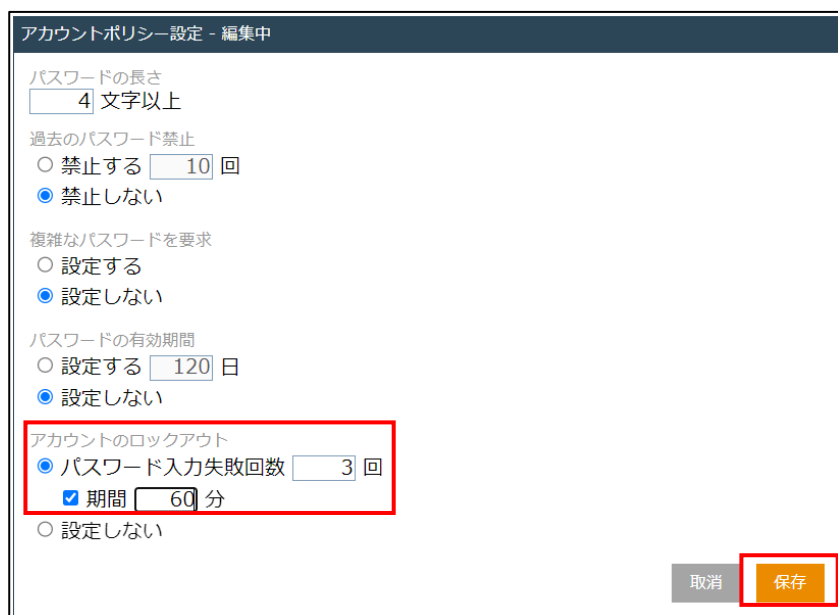 アカウントポリシー設定 - 編集中
パスワードの長さ
4 文字以上
過去のパスワード禁止
禁止する 10 回
禁止しない
複雑なパスワードを要求
設定する
設定しない
パスワードの有効期間
設定する 120 日
設定しない
アカウントのロックアウト
パスワード入力失敗回数 3 回
期間 60 分
設定しない
取消 保存